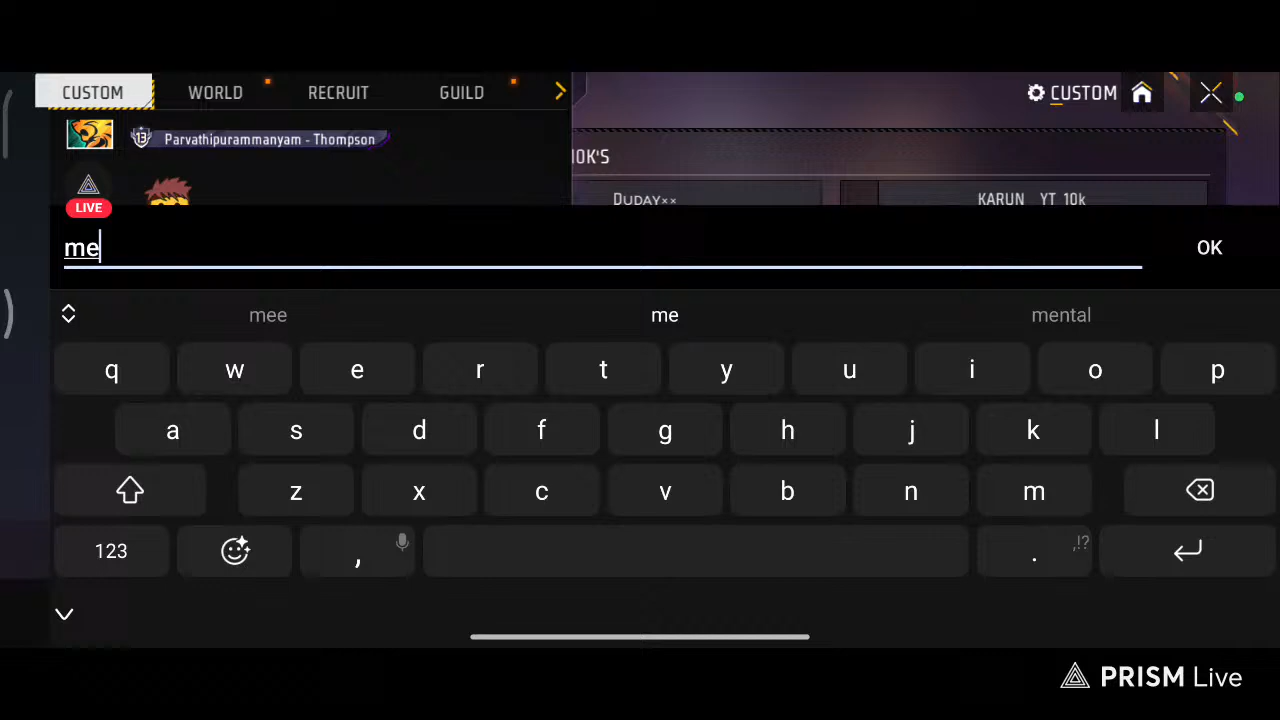 CUSTOM WORLD RECRUIT GUILD CUSTOM
13 Parvathipurammanyam - Thompson
10K'S
DUDAY×× KARUN YT 10k
LIVE
me OK
mee me mental
q w e r t y u i o p
a s d f g h j k l
z x c v b n m
123 , . ,!?
PRISM Live